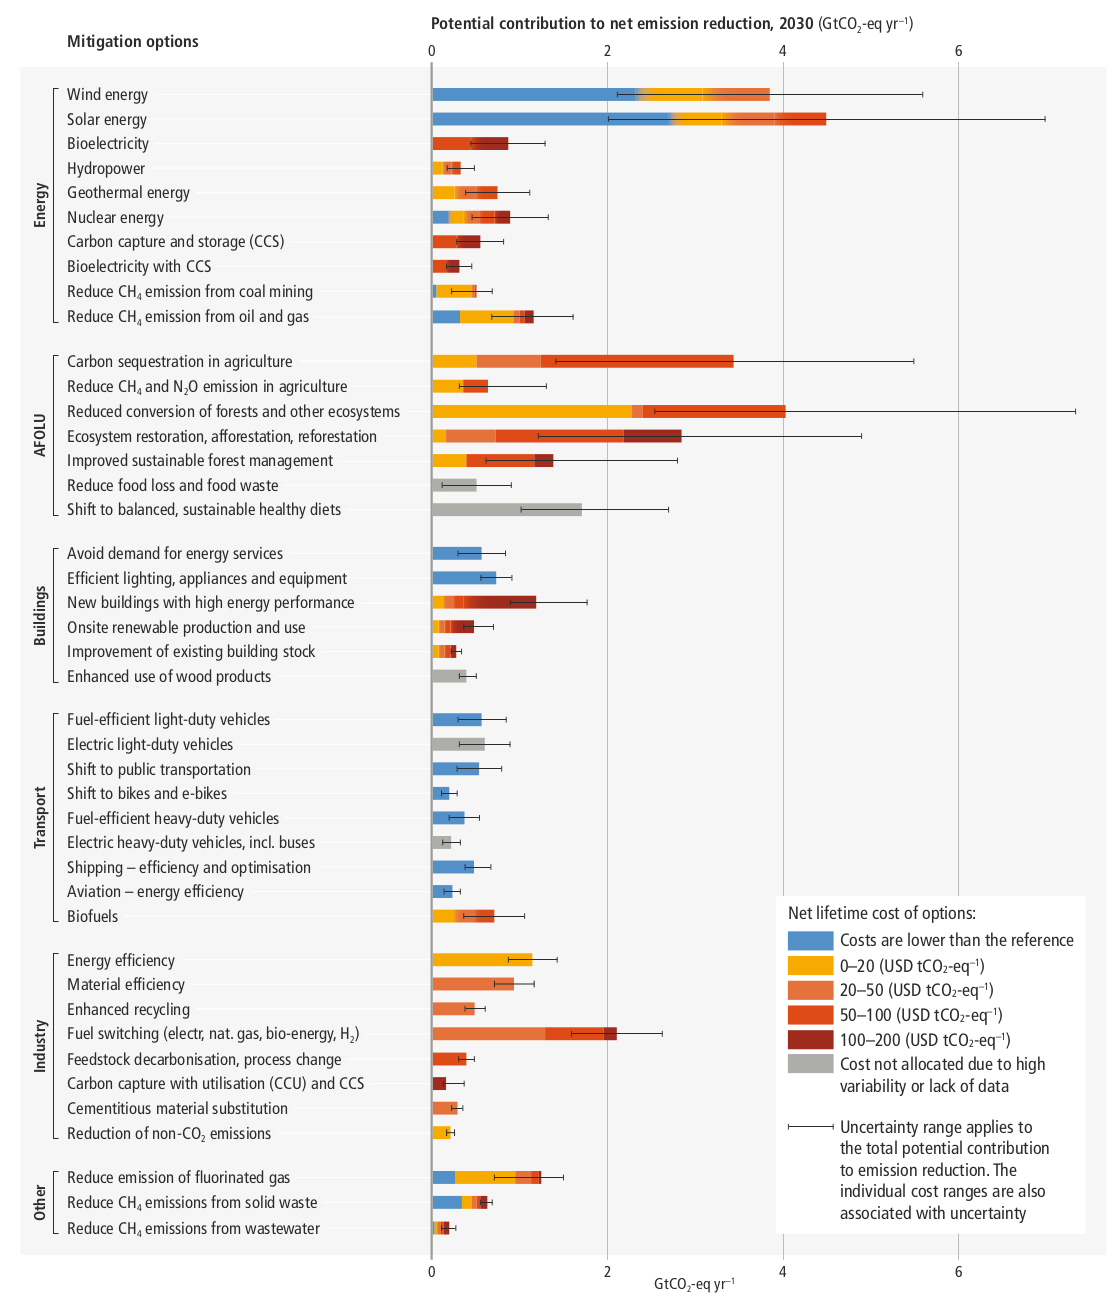 Potential contribution to net emission reduction, 2030 (GtCO₂-eq yr⁻¹)
Mitigation options
0 2 4 6
Energy
Wind energy
Solar energy
Bioelectricity
Hydropower
Geothermal energy
Nuclear energy
Carbon capture and storage (CCS)
Bioelectricity with CCS
Reduce CH₄ emission from coal mining
Reduce CH₄ emission from oil and gas
AFOLU
Carbon sequestration in agriculture
Reduce CH₄ and N₂O emission in agriculture
Reduced conversion of forests and other ecosystems
Ecosystem restoration, afforestation, reforestation
Improved sustainable forest management
Reduce food loss and food waste
Shift to balanced, sustainable healthy diets
Buildings
Avoid demand for energy services
Efficient lighting, appliances and equipment
New buildings with high energy performance
Onsite renewable production and use
Improvement of existing building stock
Enhanced use of wood products
Transport
Fuel-efficient light-duty vehicles
Electric light-duty vehicles
Shift to public transportation
Shift to bikes and e-bikes
Fuel-efficient heavy-duty vehicles
Electric heavy-duty vehicles, incl. buses
Shipping – efficiency and optimisation
Aviation – energy efficiency
Biofuels
Industry
Energy efficiency
Material efficiency
Enhanced recycling
Fuel switching (electr, nat. gas, bio-energy, H₂)
Feedstock decarbonisation, process change
Carbon capture with utilisation (CCU) and CCS
Cementitious material substitution
Reduction of non-CO₂ emissions
Other
Reduce emission of fluorinated gas
Reduce CH₄ emissions from solid waste
Reduce CH₄ emissions from wastewater
0 2 4 6
GtCO₂-eq yr⁻¹
Net lifetime cost of options:
Costs are lower than the reference
0–20 (USD tCO₂-eq⁻¹)
20–50 (USD tCO₂-eq⁻¹)
50–100 (USD tCO₂-eq⁻¹)
100–200 (USD tCO₂-eq⁻¹)
Cost not allocated due to high
variability or lack of data
Uncertainty range applies to
the total potential contribution
to emission reduction. The
individual cost ranges are also
associated with uncertainty